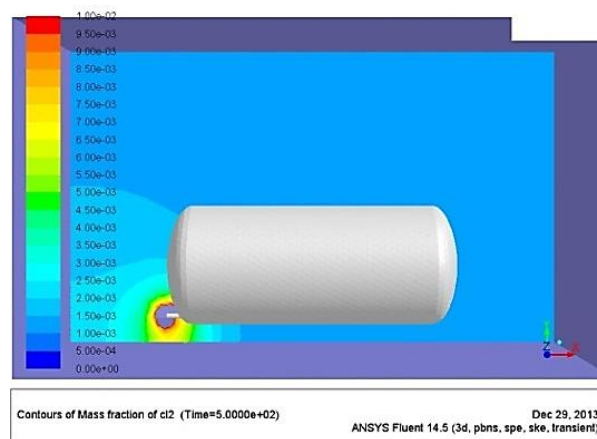 1.00e-02
9.50e-03
9.00e-03
8.50e-03
8.00e-03
7.50e-03
7.00e-03
6.50e-03
6.00e-03
5.50e-03
5.00e-03
4.50e-03
4.00e-03
3.50e-03
3.00e-03
2.50e-03
2.00e-03
1.50e-03
1.00e-03
5.00e-04
0.00e+00
Y
Z
X
Contours of Mass fraction of cl2 (Time=5.0000e+02)
Dec 29, 2013
ANSYS Fluent 14.5 (3d, pbns, spe, ske, transient)